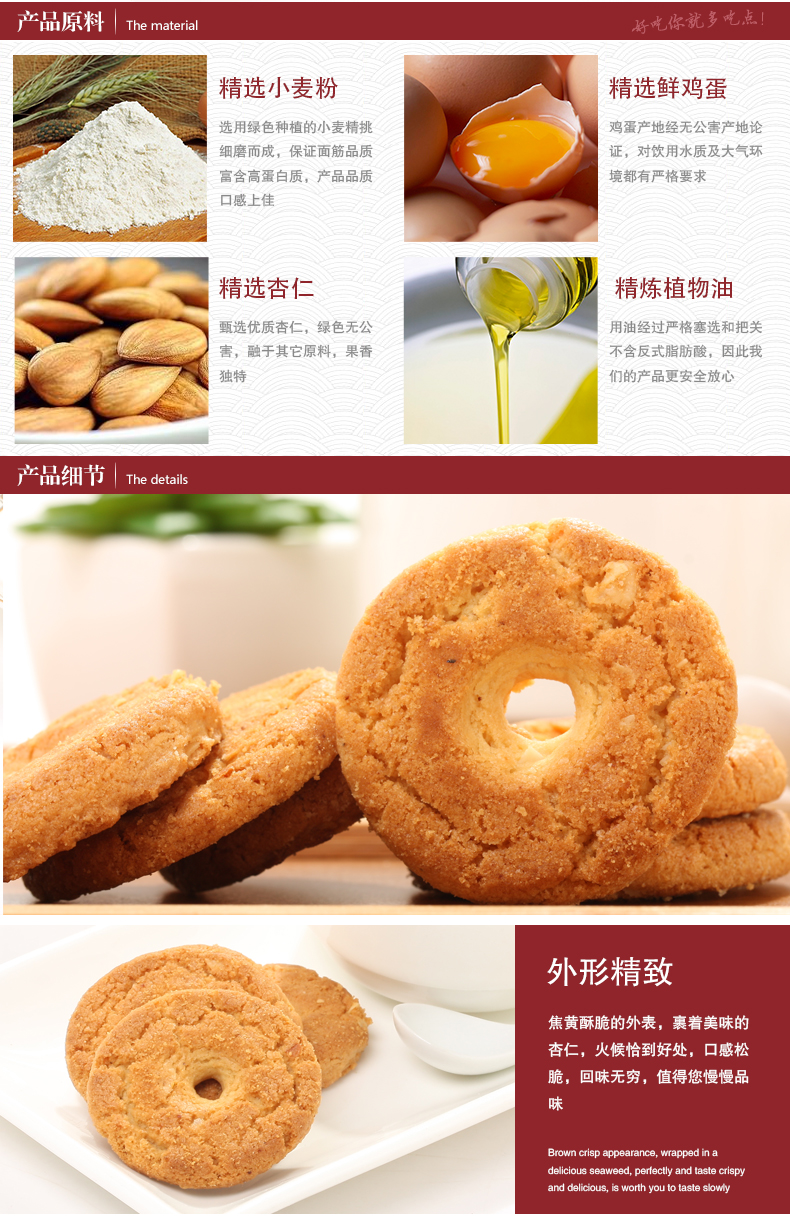 产品原料
The material
好吃你就多吃点!
精选小麦粉
选用绿色种植的小麦精挑
细磨而成，保证面筋品质
富含高蛋白质，产品品质
口感上佳
精选鲜鸡蛋
鸡蛋产地经无公害产地论
证，对饮用水质及大气环
境都有严格要求
精选杏仁
甄选优质杏仁，绿色无公
害，融于其它原料，果香
独特
精炼植物油
用油经过严格塞选和把关
不含反式脂肪酸，因此我
们的产品更安全放心
产品细节
The details
外形精致
焦黄酥脆的外表，裹着美味的
杏仁，火候恰到好处，口感松
脆，回味无穷，值得您慢慢品
味
Brown crisp appearance, wrapped in a
delicious seaweed, perfectly and taste crispy
and delicious, is worth you to taste slowly